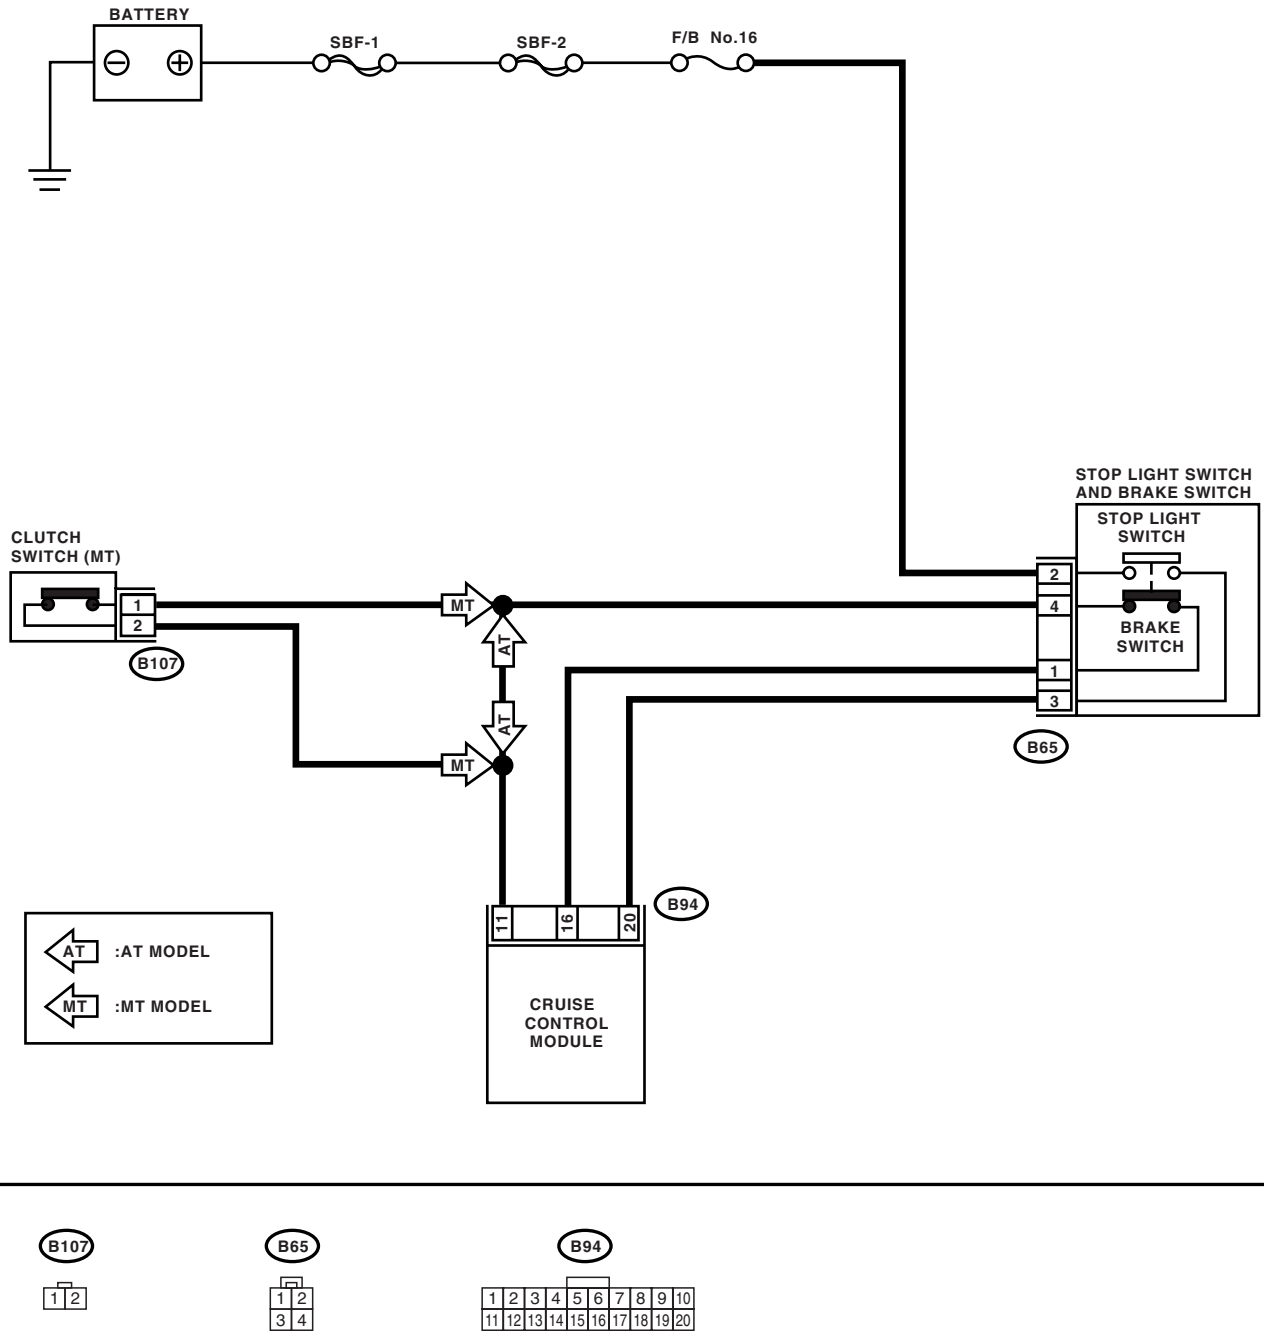 BATTERY
SBF-1
SBF-2
F/B No.16
STOP LIGHT SWITCH
AND BRAKE SWITCH
STOP LIGHT
SWITCH
2
4
BRAKE
SWITCH
1
3
B65
CLUTCH
SWITCH (MT)
1
2
B107
MT
AT
AT
MT
B94
11 16 20
CRUISE
CONTROL
MODULE
AT :AT MODEL
MT :MT MODEL
B107
1 2
B65
1 2
3 4
B94
1 2 3 4 5 6 7 8 9 10
11 12 13 14 15 16 17 18 19 20